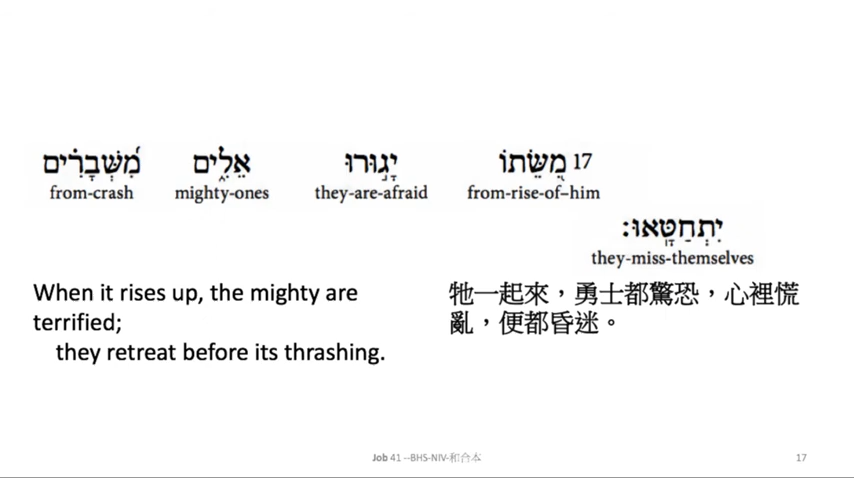 17 מִ֭שֵּׂתוֹ יָג֣וּרוּ אֵלִ֑ים מִ֝שְּׁבָרִ֗ים
from-rise-of–him they-are-afraid mighty-ones from-crash
יִתְחַטָּֽאוּ׃
they-miss-themselves
When it rises up, the mighty are
terrified;
they retreat before its thrashing.
牠一起來，勇士都驚恐，心裡慌
亂，便都昏迷。
Job 41 --BHS-NIV-和合本
17